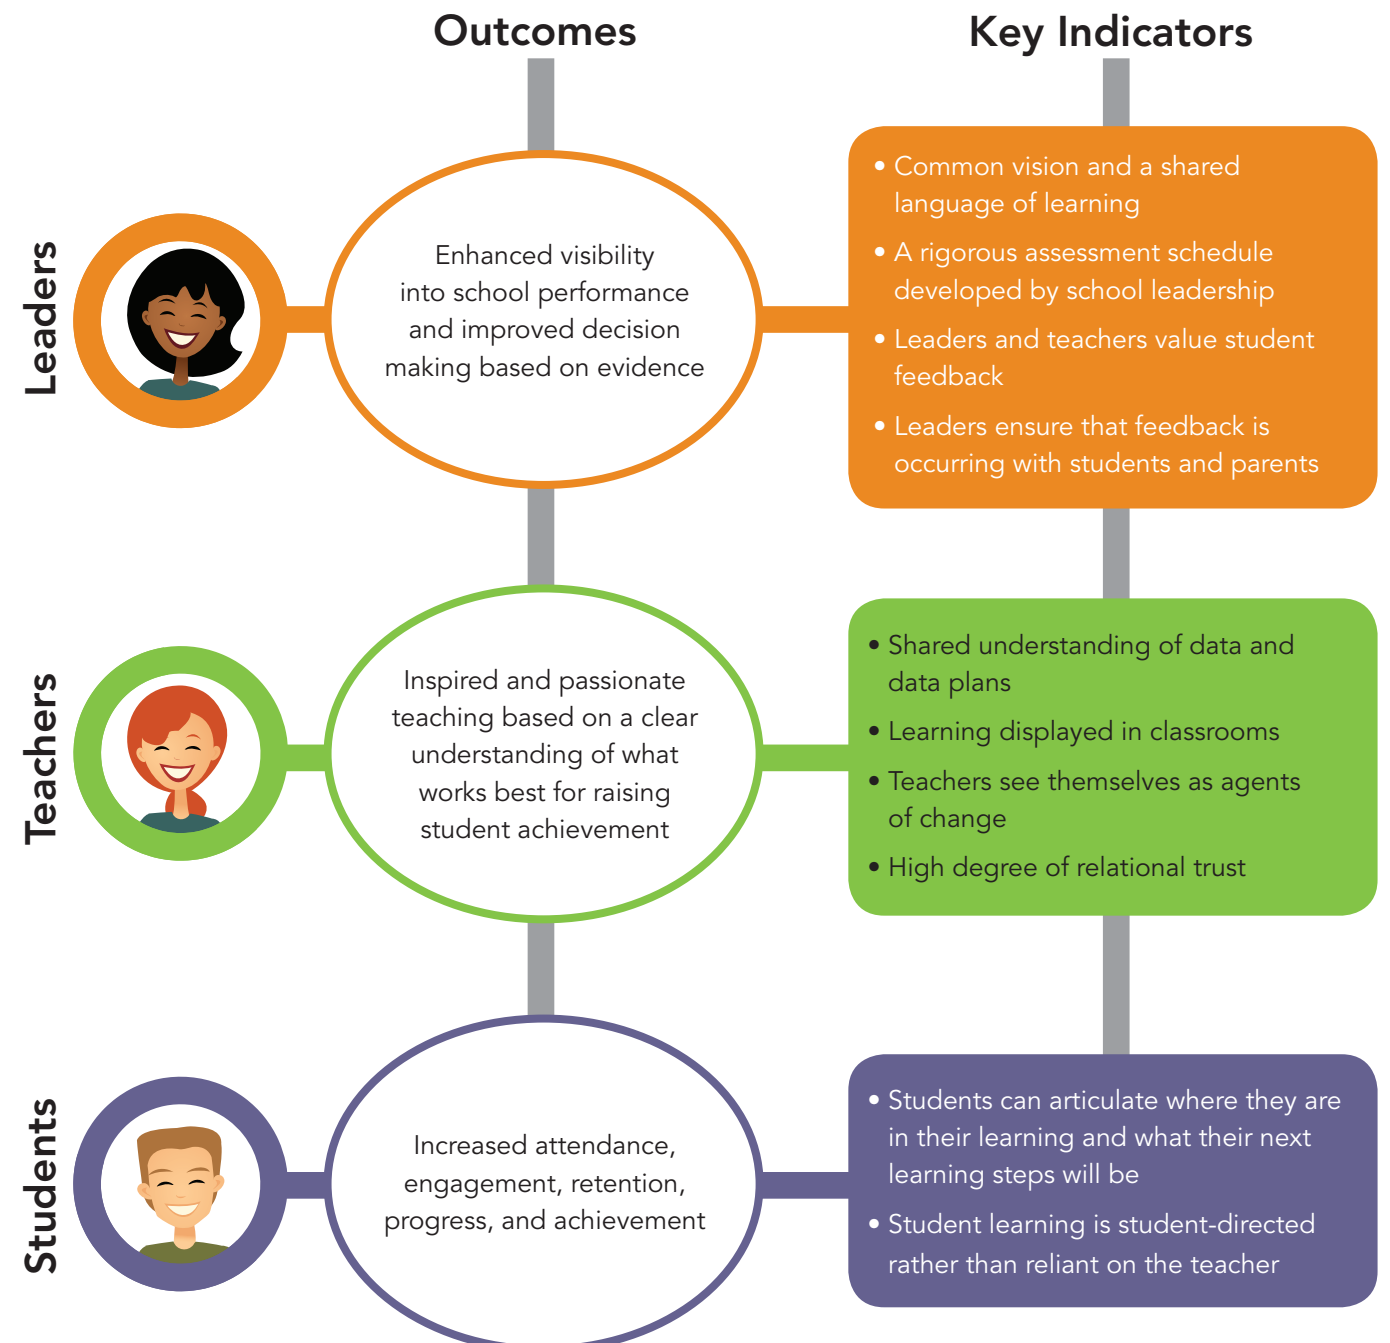 Outcomes
Key Indicators
Leaders
Enhanced visibility
into school performance
and improved decision
making based on evidence
• Common vision and a shared
language of learning
• A rigorous assessment schedule
developed by school leadership
• Leaders and teachers value student
feedback
• Leaders ensure that feedback is
occurring with students and parents
Teachers
Inspired and passionate
teaching based on a clear
understanding of what
works best for raising
student achievement
• Shared understanding of data and
data plans
• Learning displayed in classrooms
• Teachers see themselves as agents
of change
• High degree of relational trust
Students
Increased attendance,
engagement, retention,
progress, and achievement
• Students can articulate where they are
in their learning and what their next
learning steps will be
• Student learning is student-directed
rather than reliant on the teacher